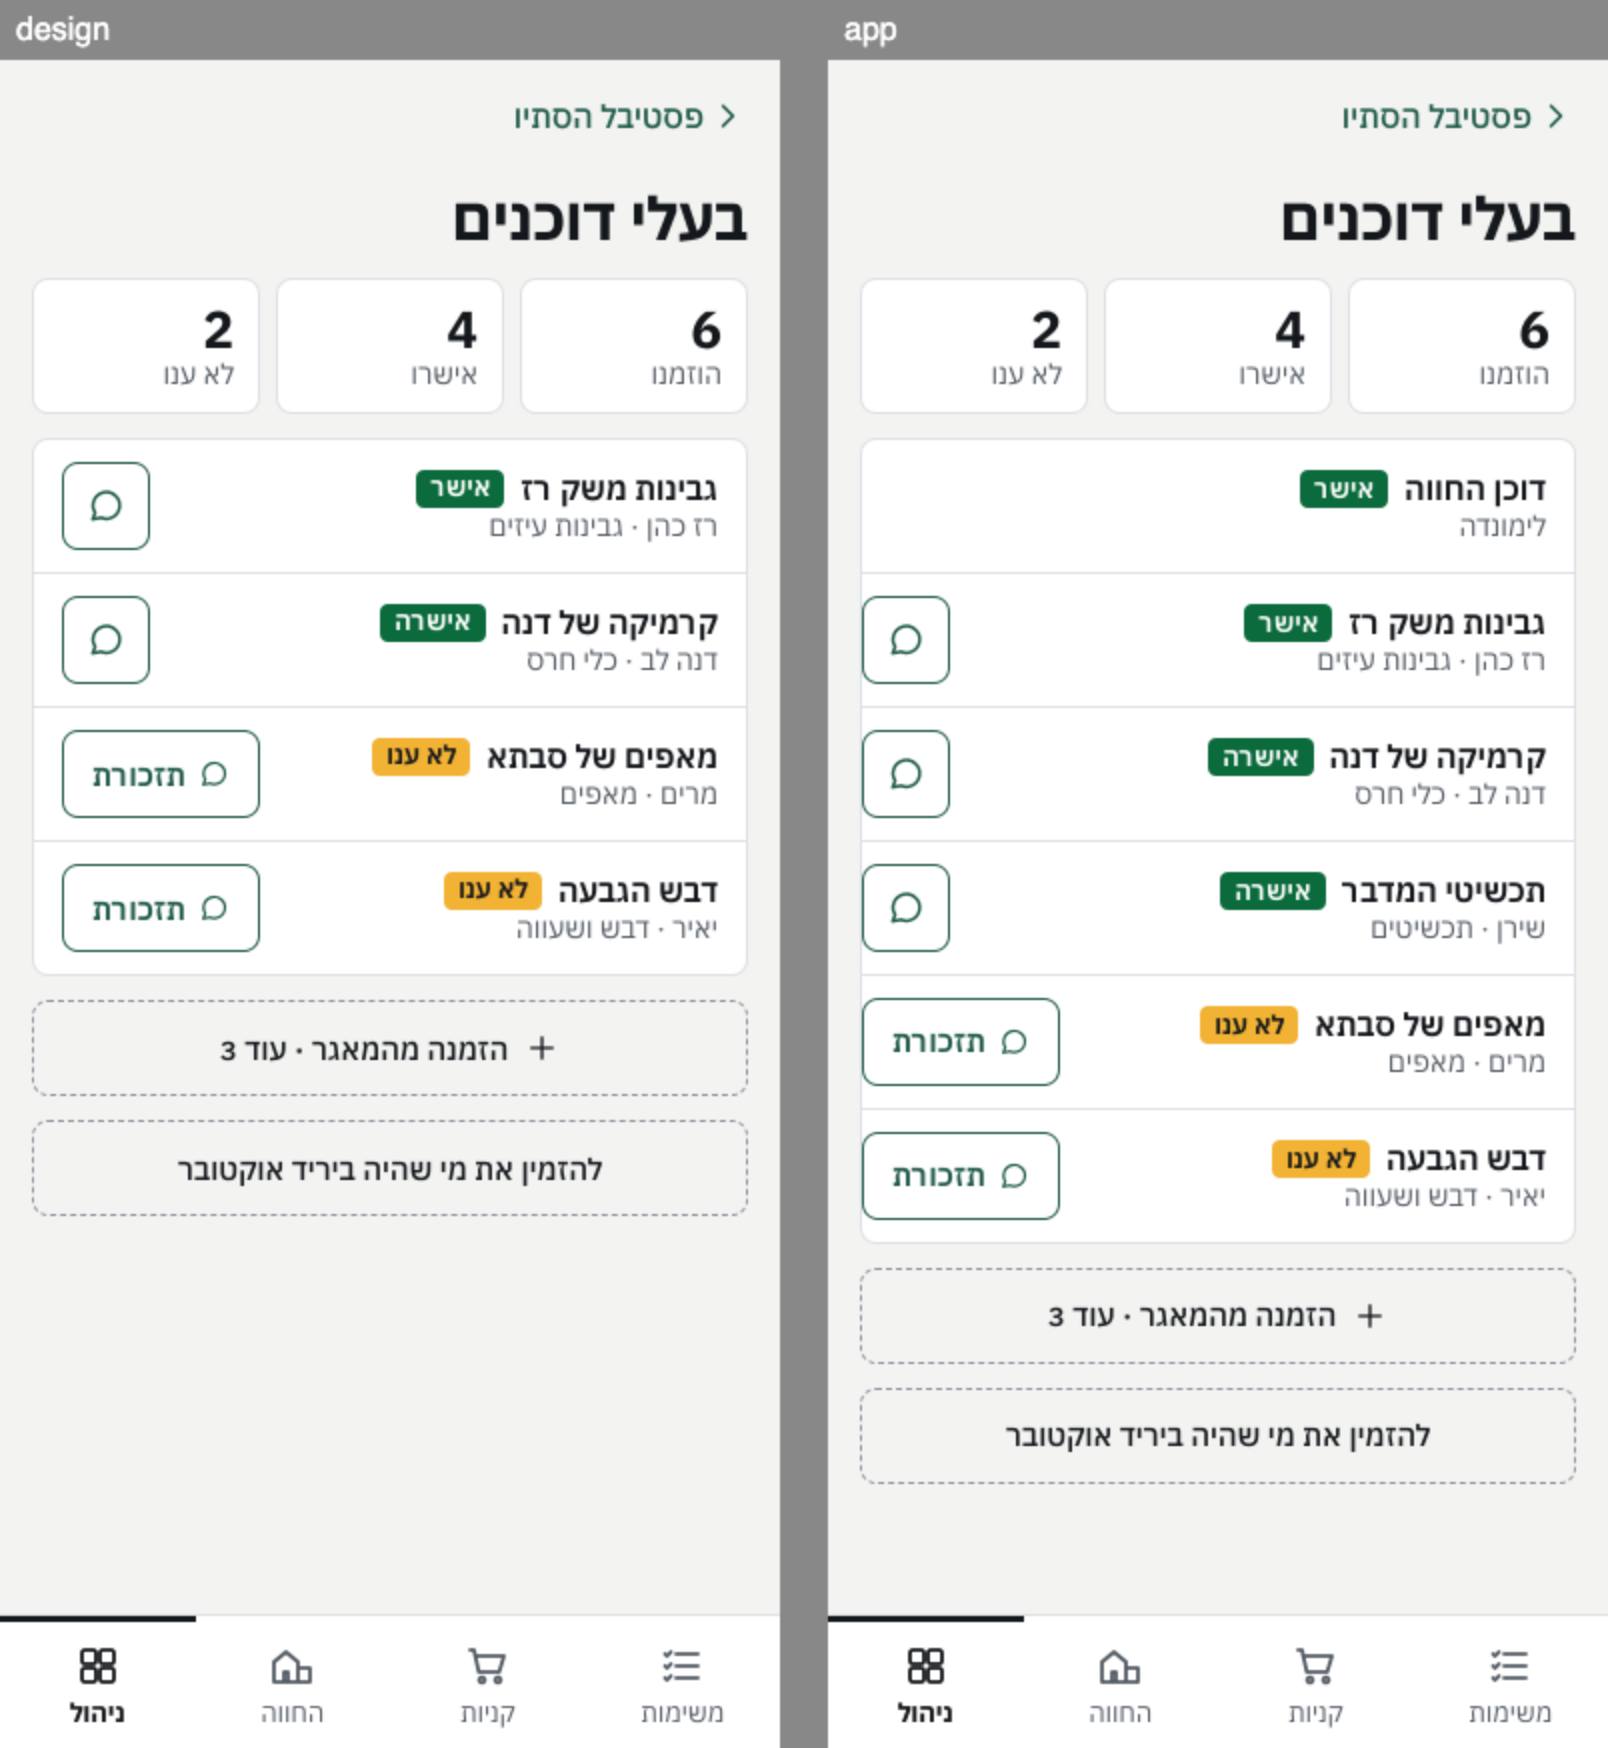 design
פסטיבל הסתיו
בעלי דוכנים
6
הוזמנו
4
אישרו
2
לא ענו
גבינות משק רז אישר
רז כהן · גבינות עיזים
קרמיקה של דנה אישרה
דנה לב · כלי חרס
מאפים של סבתא לא ענו
מרים · מאפים
תזכורת
דבש הגבעה לא ענו
יאיר · דבש ושעווה
תזכורת
הזמנה מהמאגר · עוד 3
להזמין את מי שהיה ביריד אוקטובר
משימות
קניות
החווה
ניהול
app
פסטיבל הסתיו
בעלי דוכנים
6
הוזמנו
4
אישרו
2
לא ענו
דוכן החווה אישר
לימונדה
גבינות משק רז אישר
רז כהן · גבינות עיזים
קרמיקה של דנה אישרה
דנה לב · כלי חרס
תכשיטי המדבר אישרה
שירן · תכשיטים
מאפים של סבתא לא ענו
מרים · מאפים
תזכורת
דבש הגבעה לא ענו
יאיר · דבש ושעווה
תזכורת
הזמנה מהמאגר · עוד 3
להזמין את מי שהיה ביריד אוקטובר
משימות
קניות
החווה
ניהול